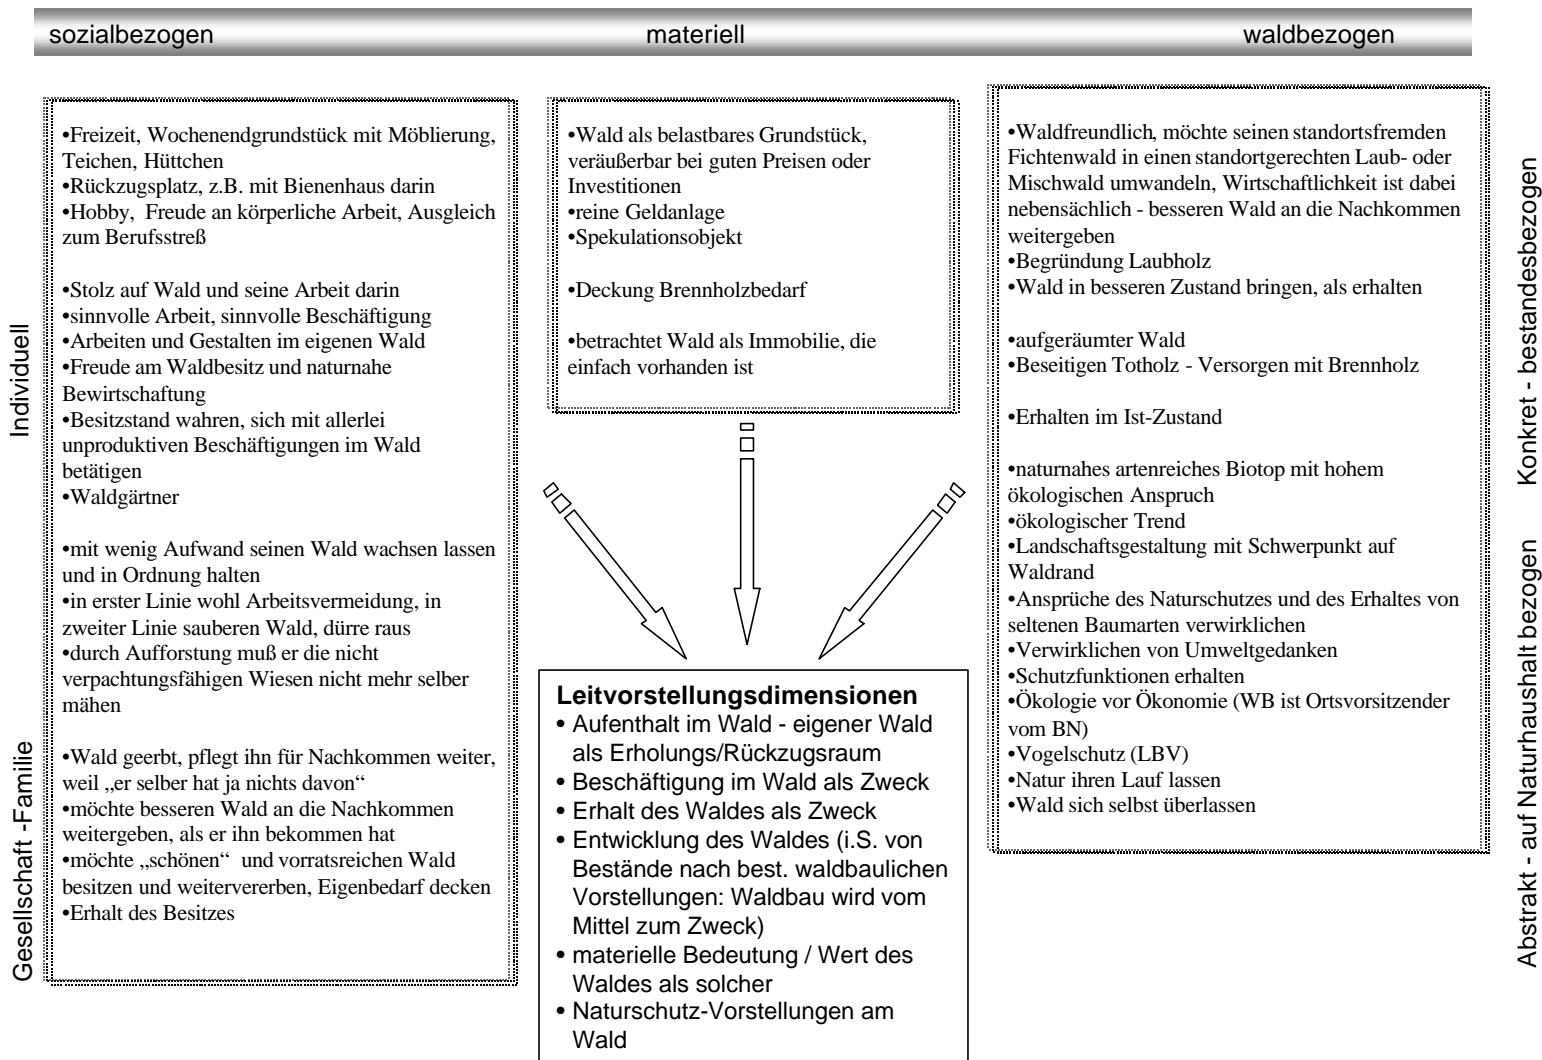 sozialbezogen materiell waldbezogen
•Freizeit, Wochenendgrundstück mit Möblierung,
Teichen, Hüttchen
•Rückzugsplatz, z.B. mit Bienenhaus darin
•Hobby, Freude an körperliche Arbeit, Ausgleich
zum Berufsstreß
•Stolz auf Wald und seine Arbeit darin
•sinnvolle Arbeit, sinnvolle Beschäftigung
•Arbeiten und Gestalten im eigenen Wald
•Freude am Waldbesitz und naturnahe
Bewirtschaftung
•Besitzstand wahren, sich mit allerlei
unproduktiven Beschäftigungen im Wald
betätigen
•Waldgärtner
•mit wenig Aufwand seinen Wald wachsen lassen
und in Ordnung halten
•in erster Linie wohl Arbeitsvermeidung, in
zweiter Linie sauberen Wald, dürre raus
•durch Aufforstung muß er die nicht
verpachtungsfähigen Wiesen nicht mehr selber
mähen
•Wald geerbt, pflegt ihn für Nachkommen weiter,
weil „er selber hat ja nichts davon“
•möchte besseren Wald an die Nachkommen
weitergeben, als er ihn bekommen hat
•möchte „schönen“ und vorratsreichen Wald
besitzen und weitervererben, Eigenbedarf decken
•Erhalt des Besitzes
Individuell
Gesellschaft -Familie
•Wald als belastbares Grundstück,
veräußerbar bei guten Preisen oder
Investitionen
•reine Geldanlage
•Spekulationsobjekt
•Deckung Brennholzbedarf
•betrachtet Wald als Immobilie, die
einfach vorhanden ist
Leitvorstellungsdimensionen
• Aufenthalt im Wald - eigener Wald
als Erholungs/Rückzugsraum
• Beschäftigung im Wald als Zweck
• Erhalt des Waldes als Zweck
• Entwicklung des Waldes (i.S. von
Bestände nach best. waldbaulichen
Vorstellungen: Waldbau wird vom
Mittel zum Zweck)
• materielle Bedeutung / Wert des
Waldes als solcher
• Naturschutz-Vorstellungen am
Wald
•Waldfreundlich, möchte seinen standortsfremden
Fichtenwald in einen standortgerechten Laub- oder
Mischwald umwandeln, Wirtschaftlichkeit ist dabei
nebensächlich - besseren Wald an die Nachkommen
weitergeben
•Begründung Laubholz
•Wald in besseren Zustand bringen, als erhalten
•aufgeräumter Wald
•Beseitigen Totholz - Versorgen mit Brennholz
•Erhalten im Ist-Zustand
•naturnahes artenreiches Biotop mit hohem
ökologischen Anspruch
•ökologischer Trend
•Landschaftsgestaltung mit Schwerpunkt auf
Waldrand
•Ansprüche des Naturschutzes und des Erhaltes von
seltenen Baumarten verwirklichen
•Verwirklichen von Umweltgedanken
•Schutzfunktionen erhalten
•Ökologie vor Ökonomie (WB ist Ortsvorsitzender
vom BN)
•Vogelschutz (LBV)
•Natur ihren Lauf lassen
•Wald sich selbst überlassen
Konkret - bestandesbezogen
Abstrakt - auf Naturhaushalt bezogen